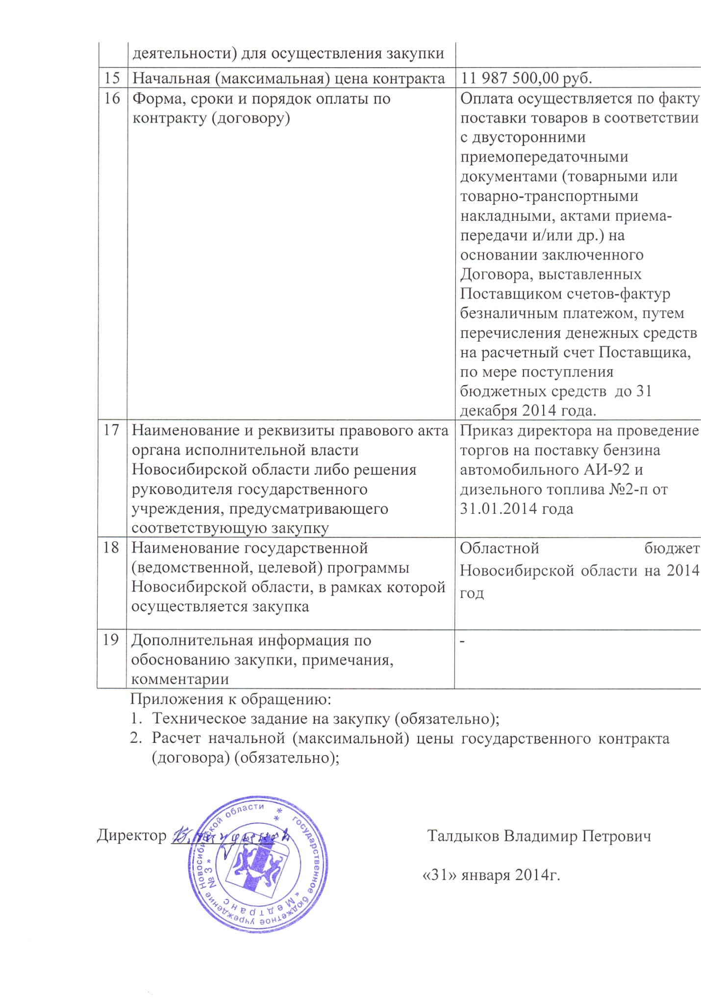 деятельности) для осуществления закупки
15 Начальная (максимальная) цена контракта 11 987 500,00 руб.
16 Форма, сроки и порядок оплаты по
контракту (договору)
Оплата осуществляется по факту
поставки товаров в соответствии
с двусторонними
приемопередаточными
документами (товарными или
товарно-транспортными
накладными, актами приема-
передачи и/или др.) на
основании заключенного
Договора, выставленных
Поставщиком счетов-фактур
безналичным платежом, путем
перечисления денежных средств
на расчетный счет Поставщика,
по мере поступления
бюджетных средств до 31
декабря 2014 года.
17 Наименование и реквизиты правового акта
органа исполнительной власти
Новосибирской области либо решения
руководителя государственного
учреждения, предусматривающего
соответствующую закупку
Приказ директора на проведение
торгов на поставку бензина
автомобильного АИ-92 и
дизельного топлива №2-п от
31.01.2014 года
18 Наименование государственной
(ведомственной, целевой) программы
Новосибирской области, в рамках которой
осуществляется закупка
Областной бюджет
Новосибирской области на 2014
год
19 Дополнительная информация по
обоснованию закупки, примечания,
комментарии
-
Приложения к обращению:
1. Техническое задание на закупку (обязательно);
2. Расчет начальной (максимальной) цены государственного контракта
(договора) (обязательно);
Директор
Талдыков Владимир Петрович
«31» января 2014г.
государственное бюджетное учреждение Новосибирской области **
«Медтранс №3»